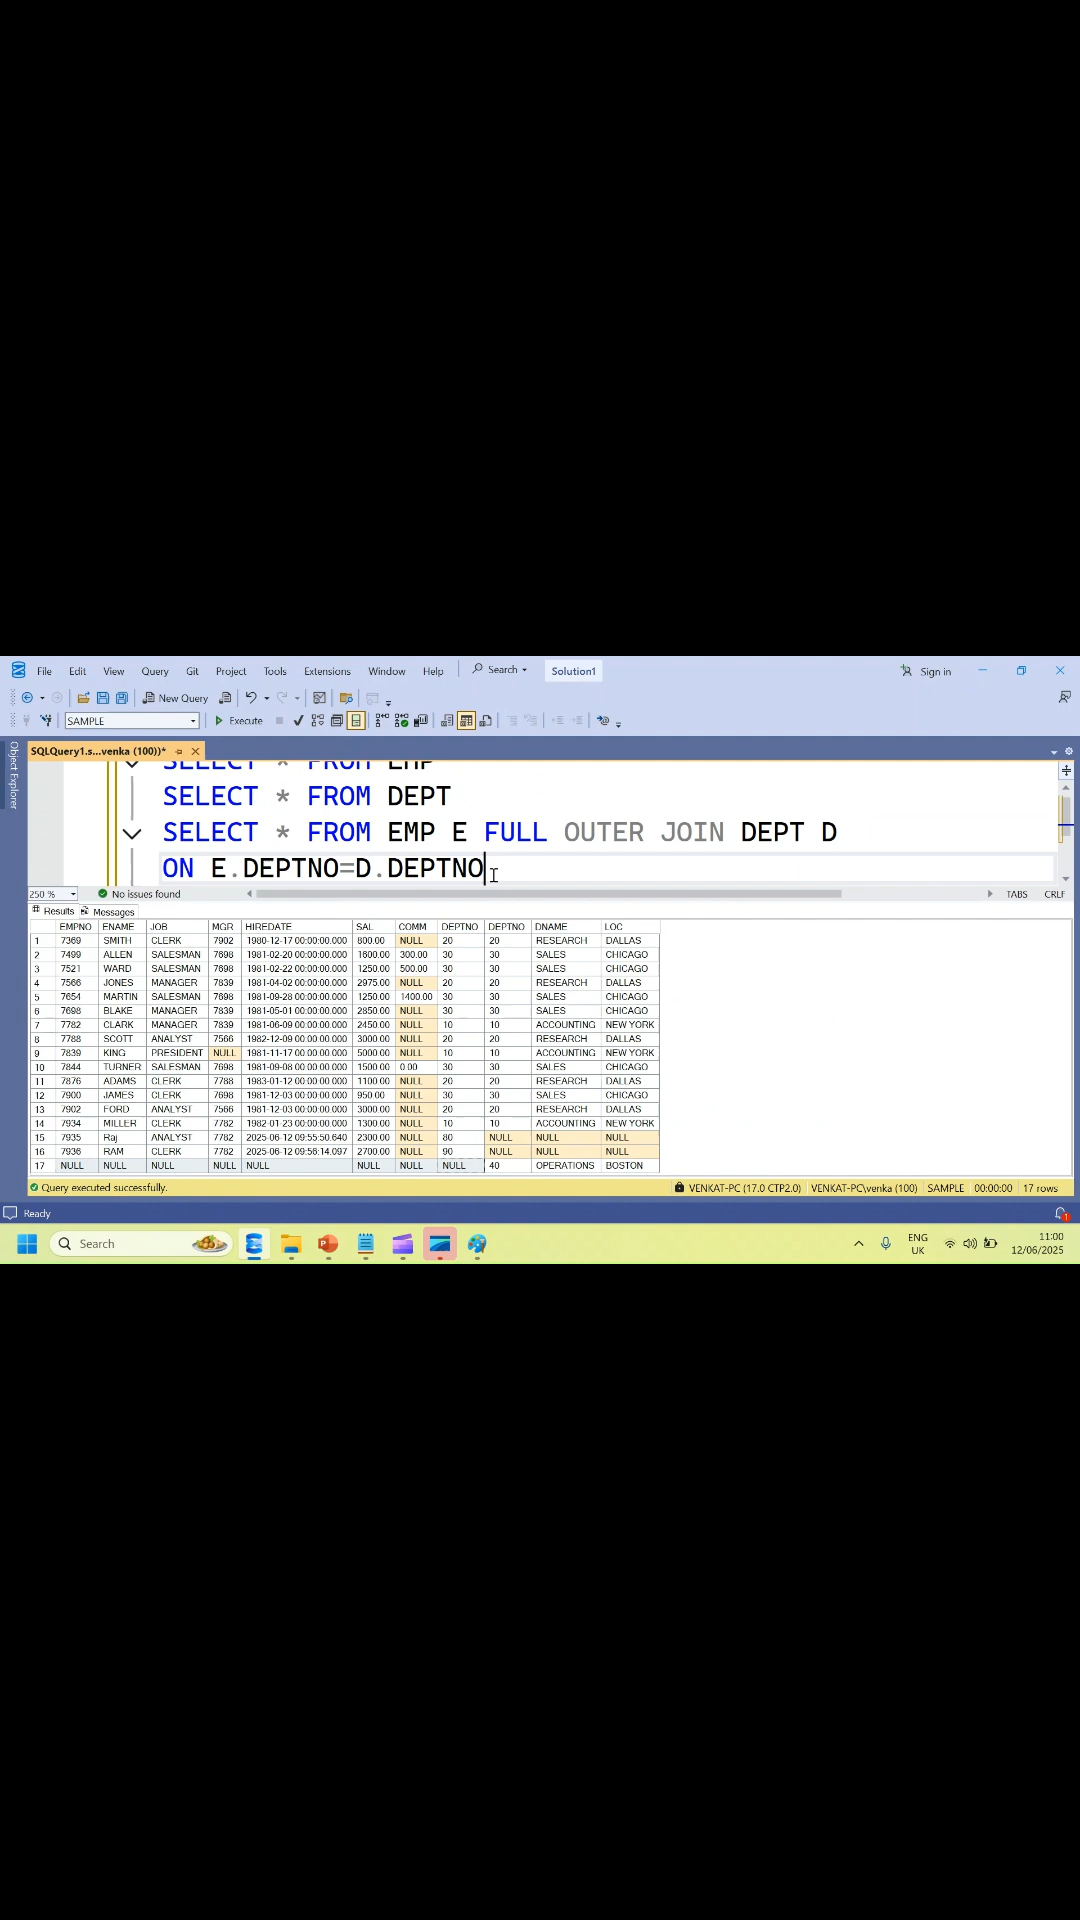 File Edit View Query Git Project Tools Extensions Window Help Search Solution1 Sign in
New Query
SAMPLE Execute
SQLQuery1.s...venka (100))*
Object Explorer
SELECT * FROM EMP
SELECT * FROM DEPT
SELECT * FROM EMP E FULL OUTER JOIN DEPT D
ON E.DEPTNO=D.DEPTNO
250 % No issues found TABS CRLF
Results Messages
EMPNO ENAME JOB MGR HIREDATE SAL COMM DEPTNO DEPTNO DNAME LOC
1 7369 SMITH CLERK 7902 1980-12-17 00:00:00.000 800.00 NULL 20 20 RESEARCH DALLAS
2 7499 ALLEN SALESMAN 7698 1981-02-20 00:00:00.000 1600.00 300.00 30 30 SALES CHICAGO
3 7521 WARD SALESMAN 7698 1981-02-22 00:00:00.000 1250.00 500.00 30 30 SALES CHICAGO
4 7566 JONES MANAGER 7839 1981-04-02 00:00:00.000 2975.00 NULL 20 20 RESEARCH DALLAS
5 7654 MARTIN SALESMAN 7698 1981-09-28 00:00:00.000 1250.00 1400.00 30 30 SALES CHICAGO
6 7698 BLAKE MANAGER 7839 1981-05-01 00:00:00.000 2850.00 NULL 30 30 SALES CHICAGO
7 7782 CLARK MANAGER 7839 1981-06-09 00:00:00.000 2450.00 NULL 10 10 ACCOUNTING NEW YORK
8 7788 SCOTT ANALYST 7566 1982-12-09 00:00:00.000 3000.00 NULL 20 20 RESEARCH DALLAS
9 7839 KING PRESIDENT NULL 1981-11-17 00:00:00.000 5000.00 NULL 10 10 ACCOUNTING NEW YORK
10 7844 TURNER SALESMAN 7698 1981-09-08 00:00:00.000 1500.00 0.00 30 30 SALES CHICAGO
11 7876 ADAMS CLERK 7788 1983-01-12 00:00:00.000 1100.00 NULL 20 20 RESEARCH DALLAS
12 7900 JAMES CLERK 7698 1981-12-03 00:00:00.000 950.00 NULL 30 30 SALES CHICAGO
13 7902 FORD ANALYST 7566 1981-12-03 00:00:00.000 3000.00 NULL 20 20 RESEARCH DALLAS
14 7934 MILLER CLERK 7782 1982-01-23 00:00:00.000 1300.00 NULL 10 10 ACCOUNTING NEW YORK
15 7935 Raj ANALYST 7782 2025-06-12 09:55:50.640 2300.00 NULL 80 NULL NULL NULL
16 7936 RAM CLERK 7782 2025-06-12 09:56:14.097 2700.00 NULL 90 NULL NULL NULL
17 NULL NULL NULL NULL NULL NULL NULL NULL 40 OPERATIONS BOSTON
Query executed successfully. VENKAT-PC (17.0 CTP2.0) VENKAT-PC\venka (100) SAMPLE 00:00:00 17 rows
Ready 1
Search ENG UK 11:00 12/06/2025